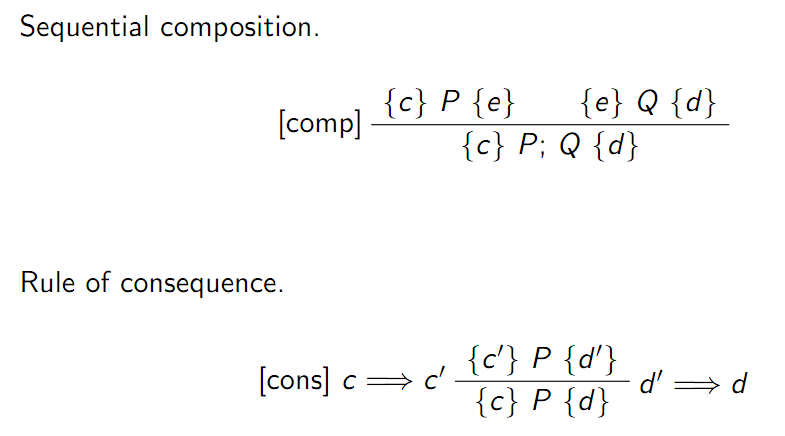 Sequential composition.
{c} P {e} {e} Q {d}
[comp]
{c} P; Q {d}
Rule of consequence.
{c′} P {d′}
[cons] c ⟹ c′ d′ ⟹ d
{c} P {d}